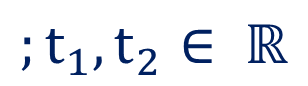 ;t₁,t₂ ∈ ℝ